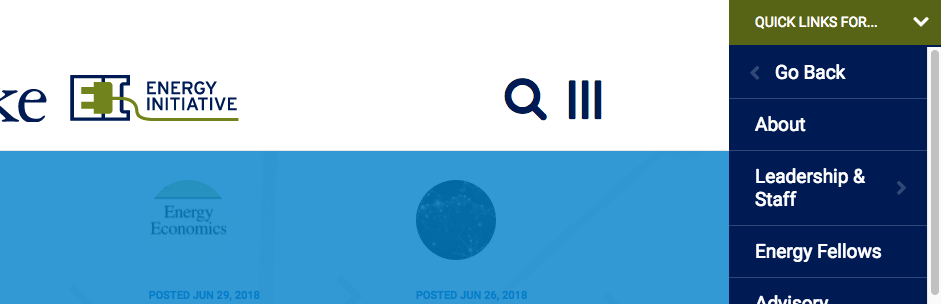 QUICK LINKS FOR...
ke
ENERGY
INITIATIVE
Go Back
About
Leadership &
Staff
Energy Fellows
Advisory
Energy
Economics
POSTED JUN 29, 2018
POSTED JUN 26, 2018